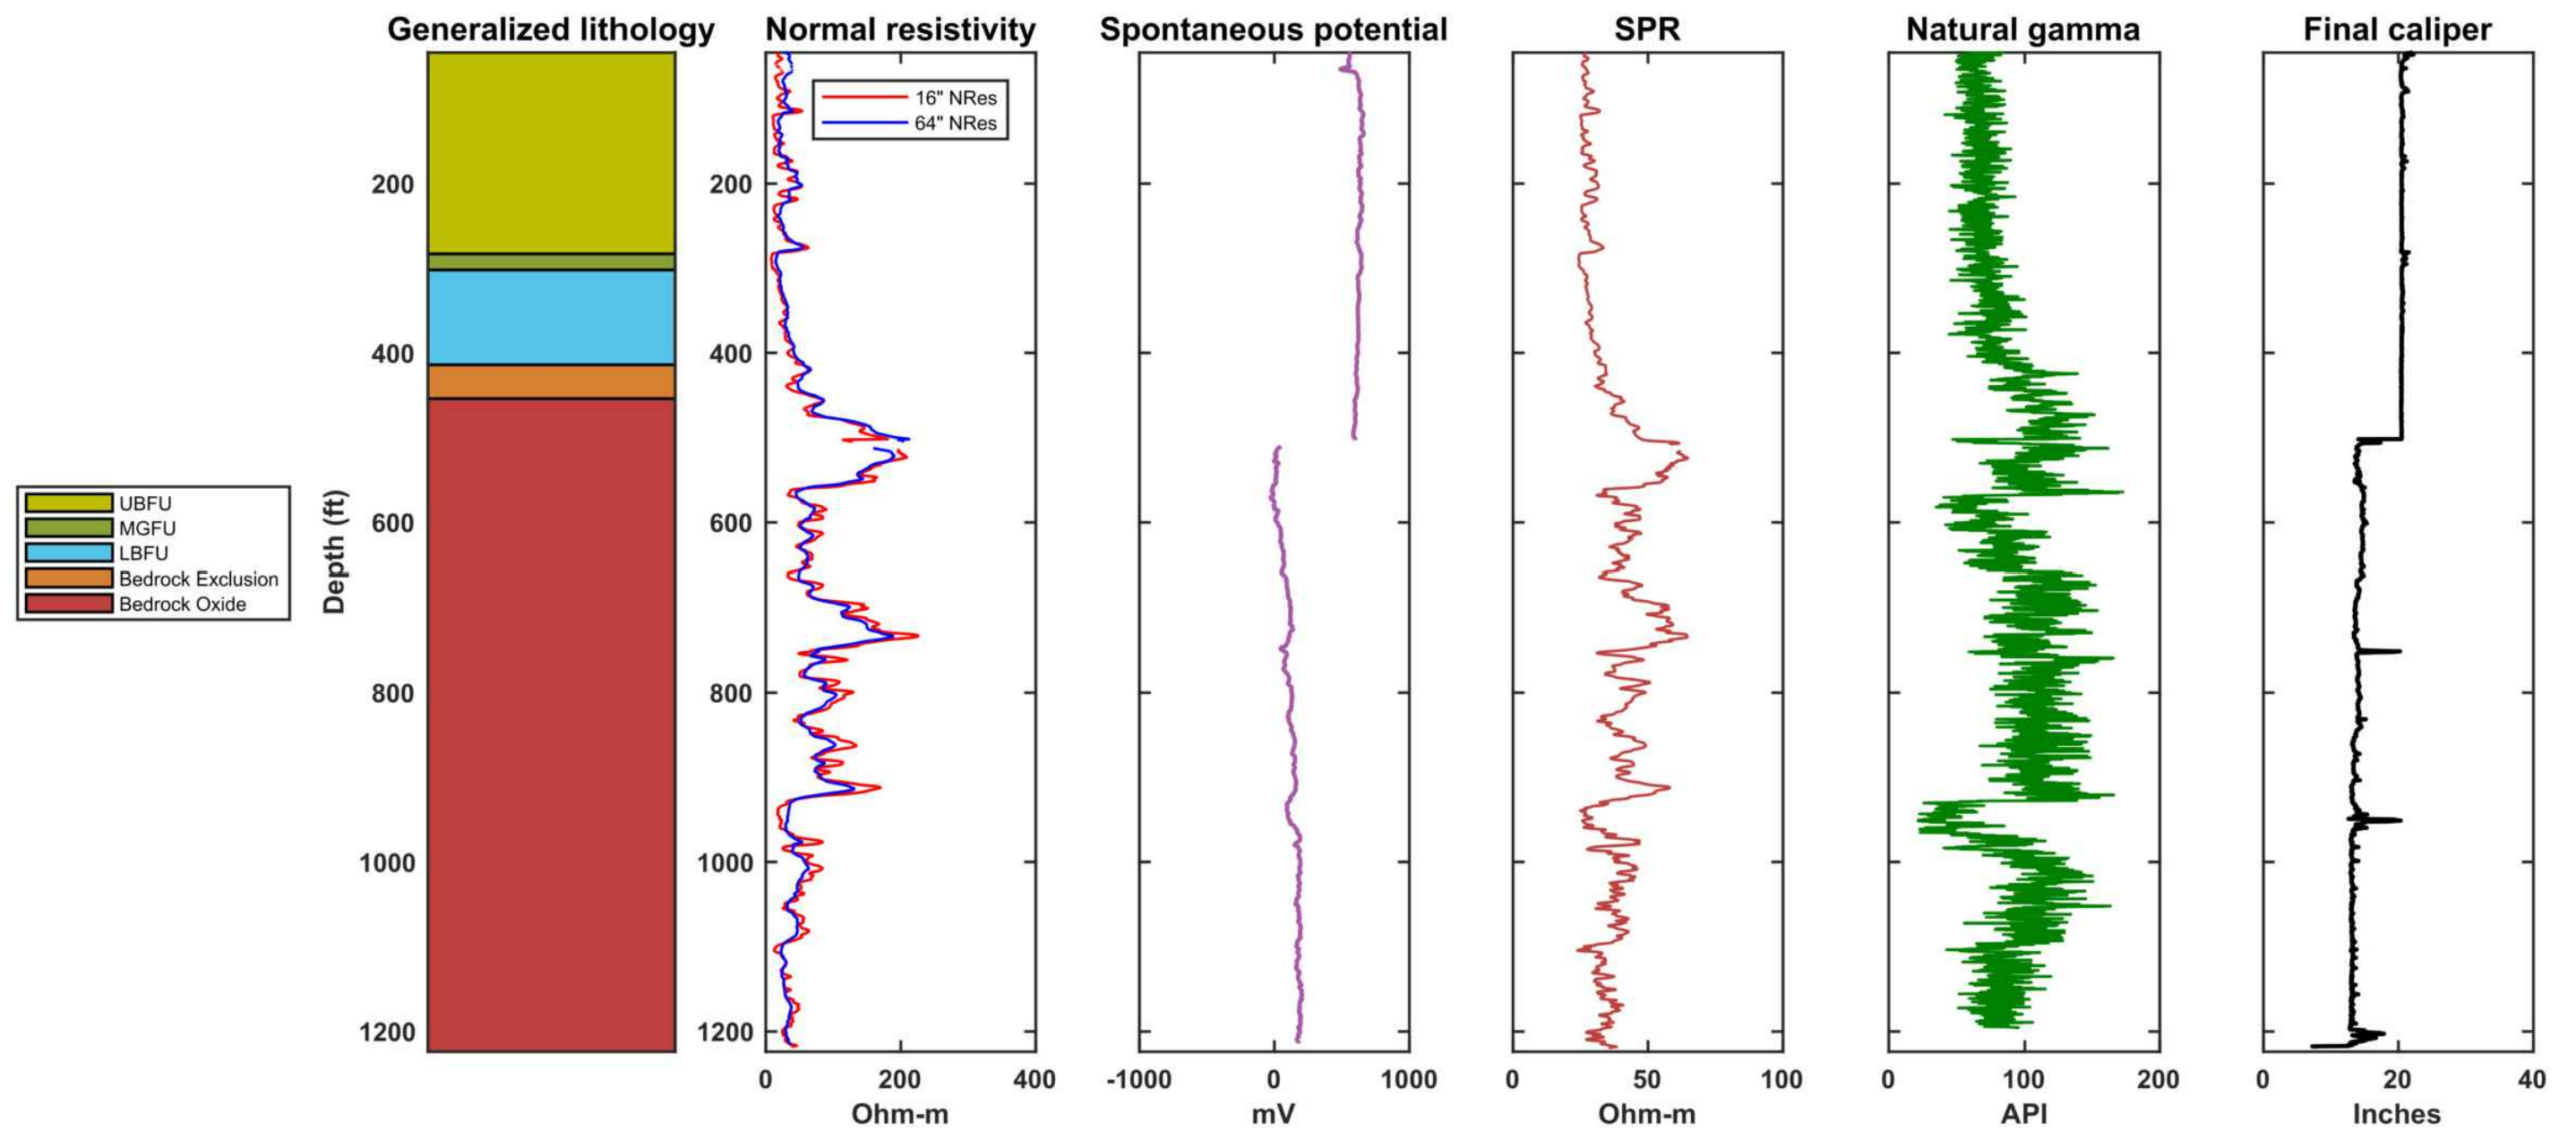 Generalized lithology
Normal resistivity
Spontaneous potential
SPR
Natural gamma
Final caliper
16" NRes
64" NRes
UBFU
MGFU
LBFU
Bedrock Exclusion
Bedrock Oxide
Depth (ft)
200
400
600
800
1000
1200
200
400
600
800
1000
1200
0 200 400
Ohm-m
-1000 0 1000
mV
0 50 100
Ohm-m
0 100 200
API
0 20 40
Inches